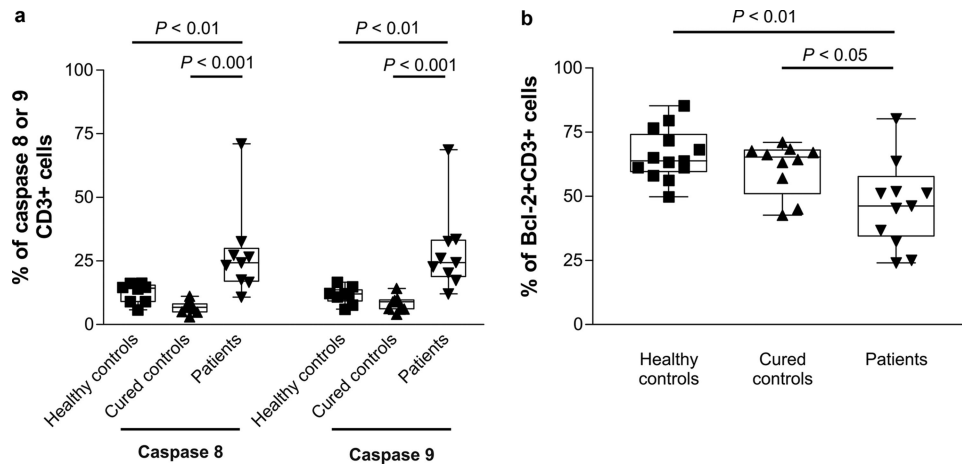 a
P < 0.01
P < 0.01
P < 0.001
P < 0.001
% of caspase 8 or 9
CD3+ cells
100
75
50
25
0
Healthy controls
Cured controls
Patients
Healthy controls
Cured controls
Patients
Caspase 8
Caspase 9
b
P < 0.01
P < 0.05
% of Bcl-2+CD3+ cells
100
75
50
25
0
Healthy
controls
Cured
controls
Patients